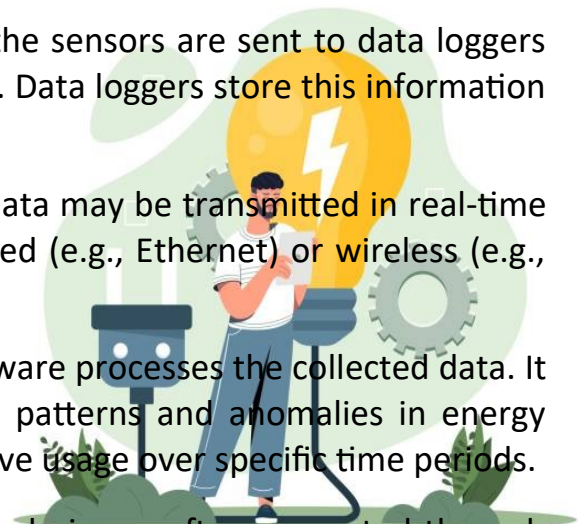 the sensors are sent to data loggers
. Data loggers store this information
ata may be transmitted in real-time
ed (e.g., Ethernet) or wireless (e.g.,
ware processes the collected data. It
patterns and anomalies in energy
ve usage over specific time periods.